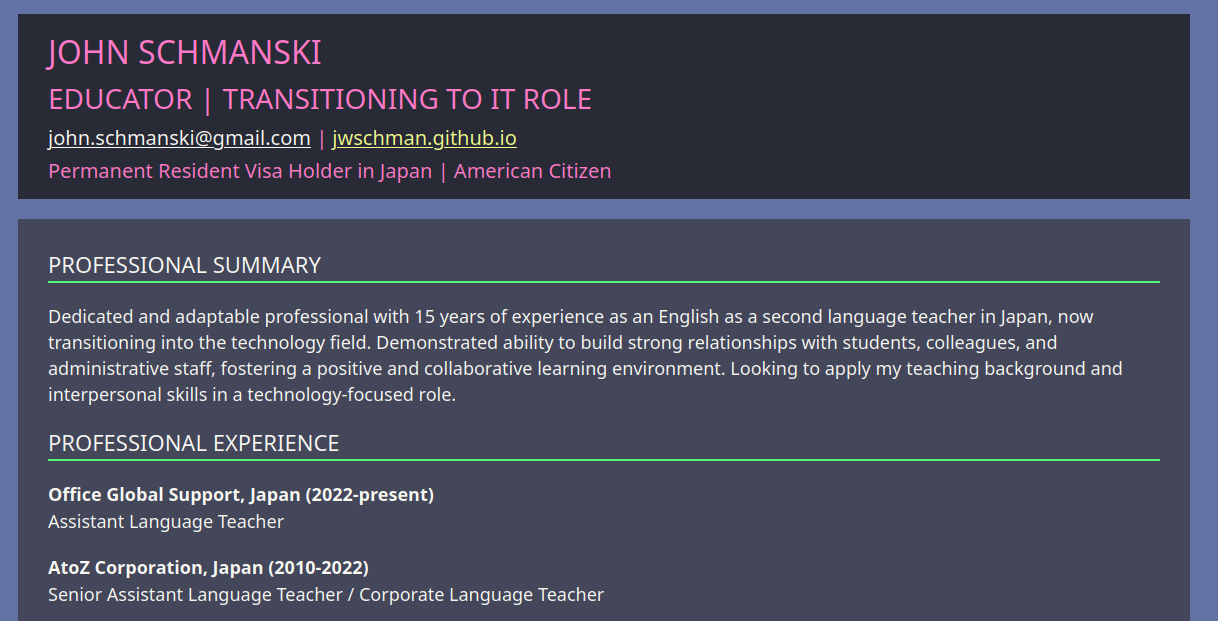 JOHN SCHMANSKI
EDUCATOR | TRANSITIONING TO IT ROLE
john.schmanski@gmail.com | jwschman.github.io
Permanent Resident Visa Holder in Japan | American Citizen
PROFESSIONAL SUMMARY
Dedicated and adaptable professional with 15 years of experience as an English as a second language teacher in Japan, now
transitioning into the technology field. Demonstrated ability to build strong relationships with students, colleagues, and
administrative staff, fostering a positive and collaborative learning environment. Looking to apply my teaching background and
interpersonal skills in a technology-focused role.
PROFESSIONAL EXPERIENCE
Office Global Support, Japan (2022-present)
Assistant Language Teacher
AtoZ Corporation, Japan (2010-2022)
Senior Assistant Language Teacher / Corporate Language Teacher